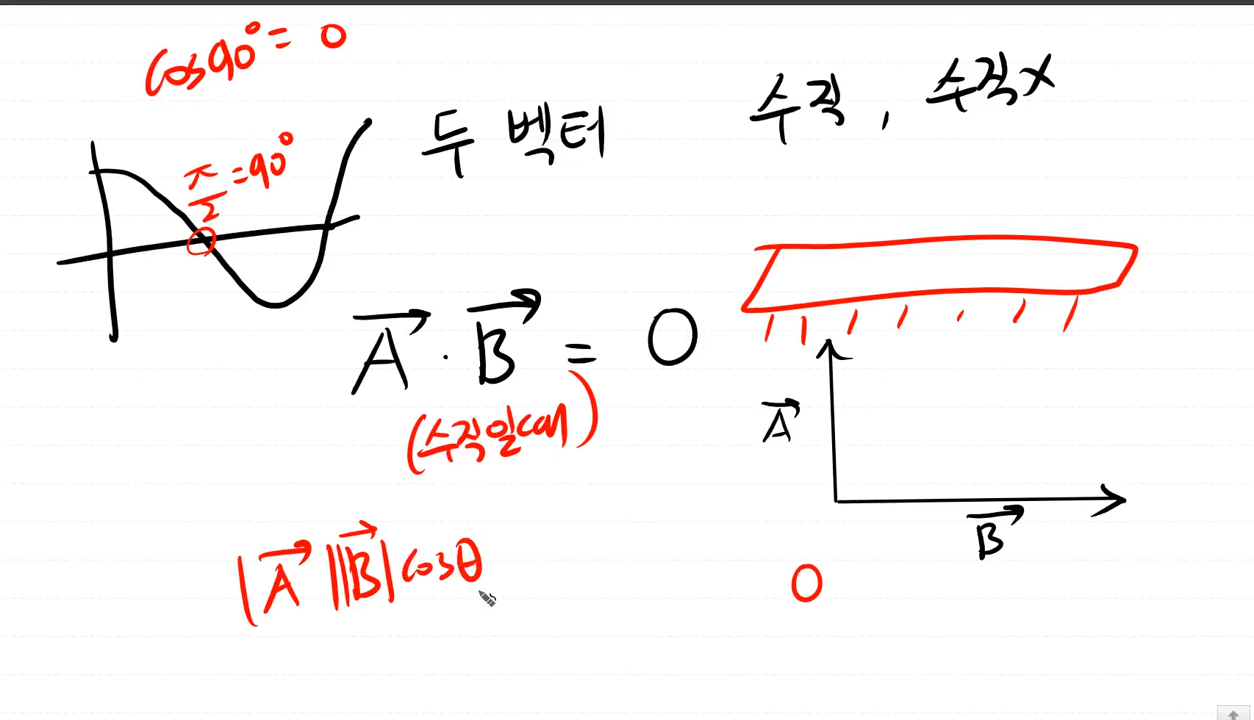 cos90°= 0
수직, 수직X
두 벡터
π/2=90°
A⃗ · B⃗ = 0
(수직일 때)
A⃗
B⃗
|A⃗||B⃗|cosθ
0